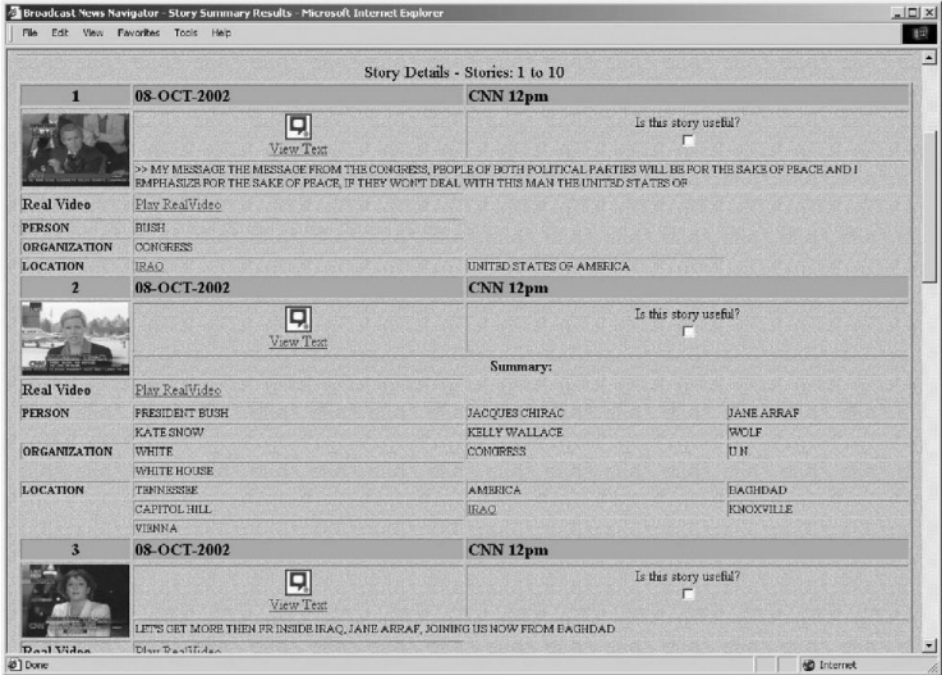 Broadcast News Navigator - Story Summary Results - Microsoft Internet Explorer
File Edit View Favorites Tools Help
Story Details - Stories: 1 to 10
1 08-OCT-2002 CNN 12pm
Is this story useful?
View Text
>> MY MESSAGE THE MESSAGE FROM THE CONGRESS, PEOPLE OF BOTH POLITICAL PARTIES WILL BE FOR THE SAKE OF PEACE AND I
EMPHASIZE FOR THE SAKE OF PEACE, IF THEY WON'T DEAL WITH THIS MAN THE UNITED STATES OF
Real Video Play RealVideo
PERSON BUSH
ORGANIZATION CONGRESS
LOCATION IRAQ UNITED STATES OF AMERICA
2 08-OCT-2002 CNN 12pm
Is this story useful?
View Text
Summary:
Real Video Play RealVideo
PERSON PRESIDENT BUSH JACQUES CHIRAC JANE ARRAF
KATE SNOW KELLY WALLACE WOLF
ORGANIZATION WHITE CONGRESS U.N.
WHITE HOUSE
LOCATION TENNESSEE AMERICA BAGHDAD
CAPITOL HILL IRAQ KNOXVILLE
VIENNA
3 08-OCT-2002 CNN 12pm
Is this story useful?
View Text
LET'S GET MORE THEN FR INSIDE IRAQ, JANE ARRAF, JOINING US NOW FROM BAGHDAD
Real Video Play RealVideo
Done Internet